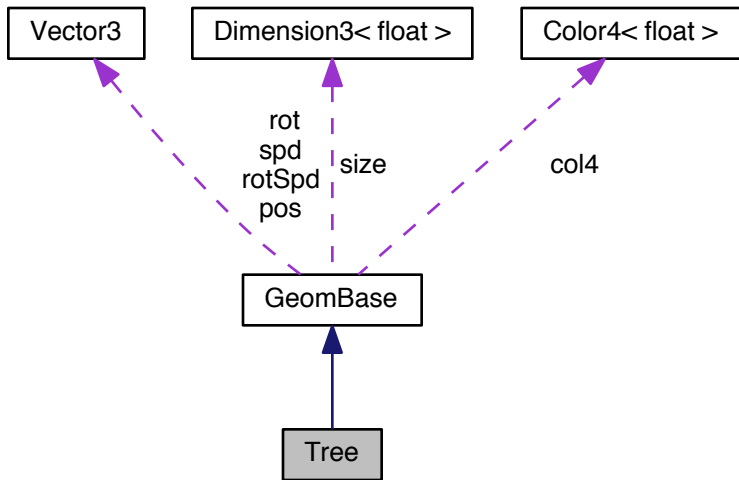 Vector3
Dimension3< float >
Color4< float >
rot
spd
rotSpd
pos
size
col4
GeomBase
Tree